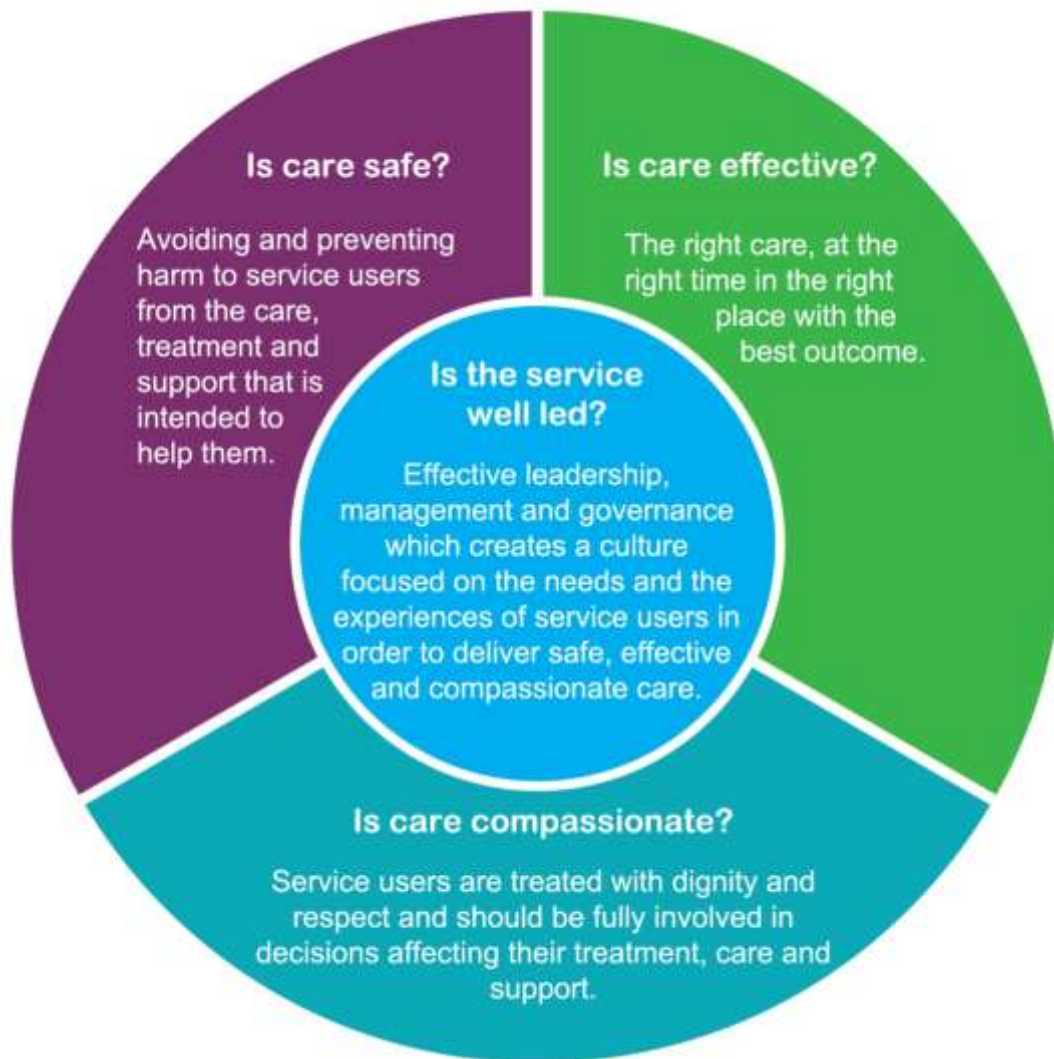 Is care safe?
Avoiding and preventing
harm to service users
from the care,
treatment and
support that is
intended to
help them.
Is care effective?
The right care, at the
right time in the right
place with the
best outcome.
Is the service
well led?
Effective leadership,
management and governance
which creates a culture
focused on the needs and the
experiences of service users in
order to deliver safe, effective
and compassionate care.
Is care compassionate?
Service users are treated with dignity and
respect and should be fully involved in
decisions affecting their treatment, care and
support.